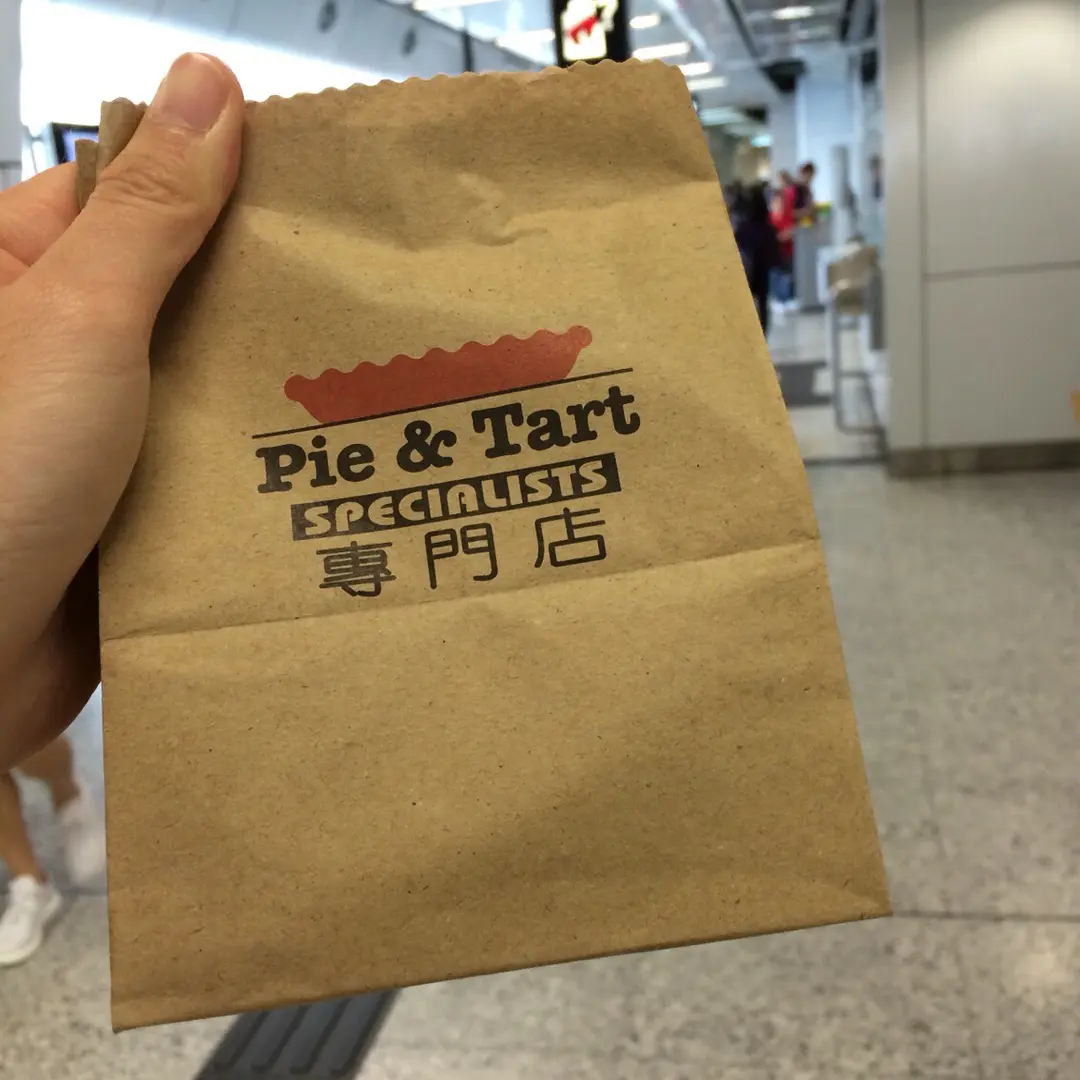 Pie & Tart
SPECIALISTS
專門店